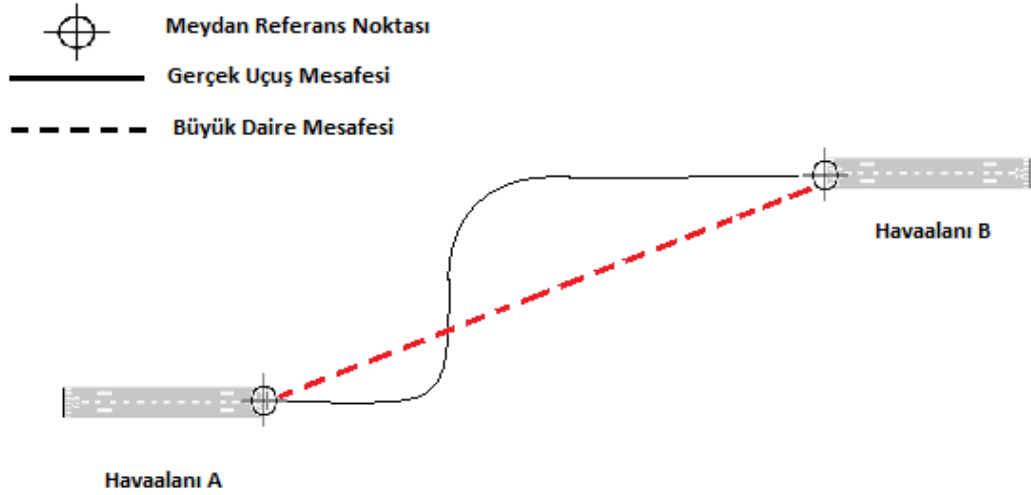 Meydan Referans Noktası
Gerçek Uçuş Mesafesi
Büyük Daire Mesafesi
Havaalanı B
Havaalanı A